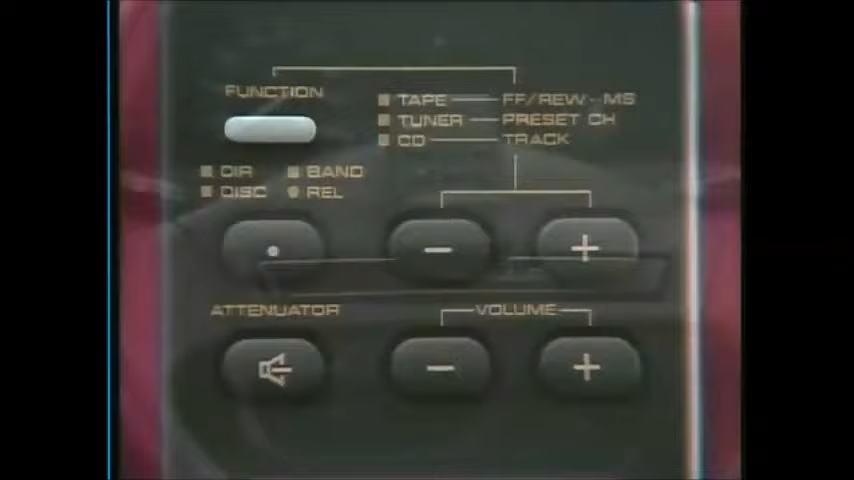 FUNCTION
TAPE FF/REW·MS
TUNER PRESET CH
CD TRACK
DIR BAND
DISC REL
- +
ATTENUATOR VOLUME
- +